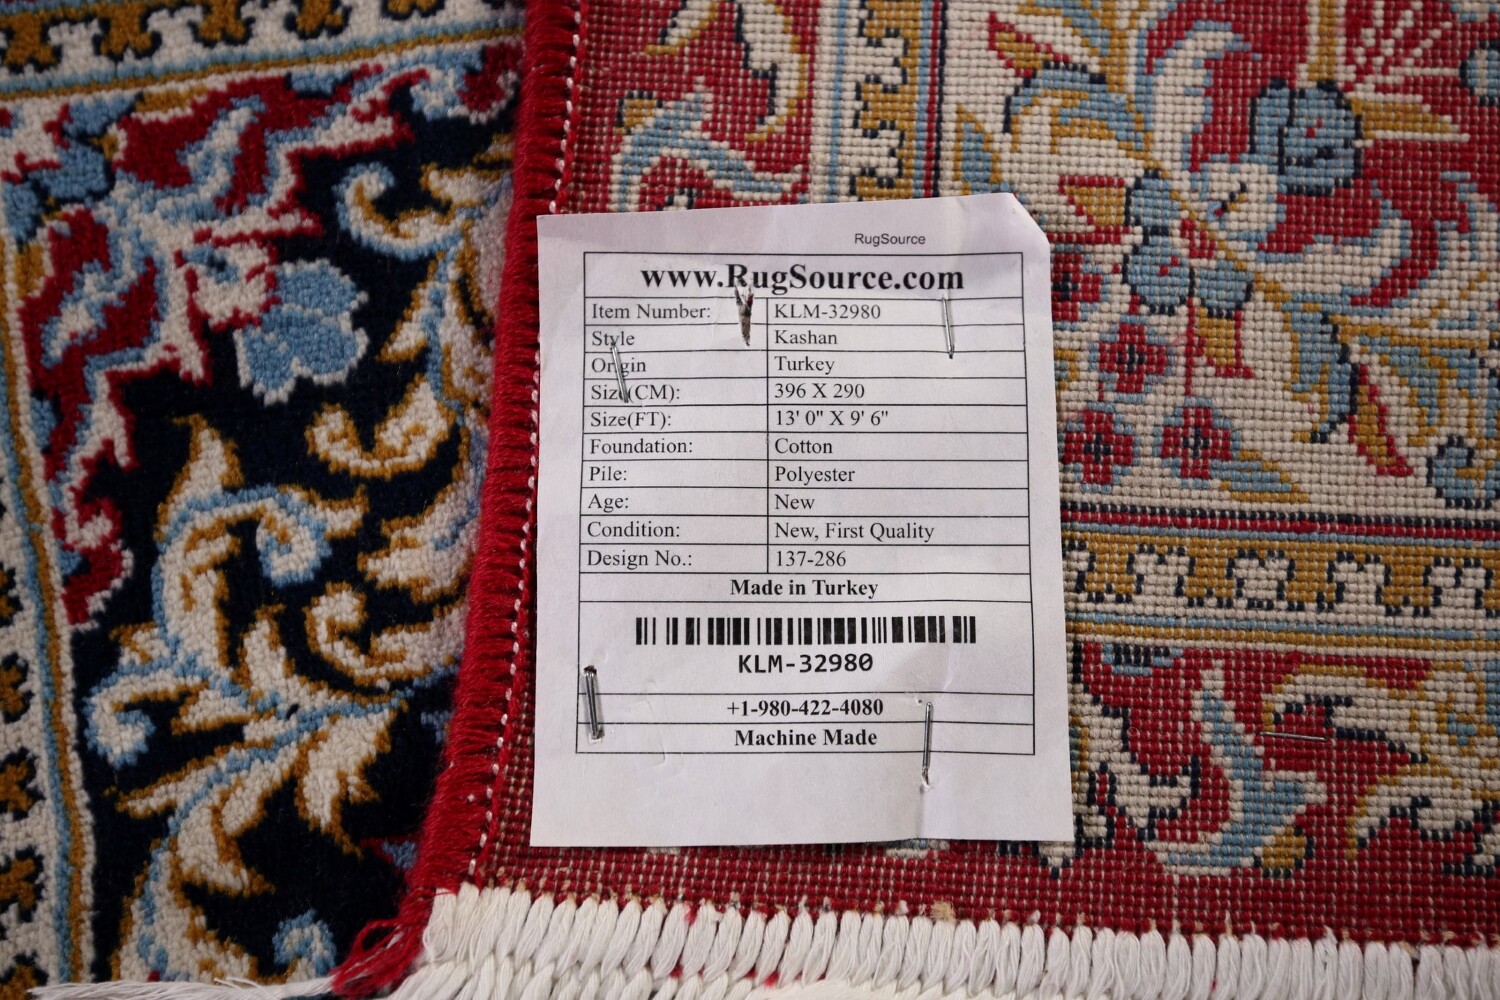 RugSource
www.RugSource.com
Item Number: KLM-32980
Style Kashan
Origin Turkey
Size(CM): 396 X 290
Size(FT): 13' 0" X 9' 6"
Foundation: Cotton
Pile: Polyester
Age: New
Condition: New, First Quality
Design No.: 137-286
Made in Turkey
KLM-32980
+1-980-422-4080
Machine Made